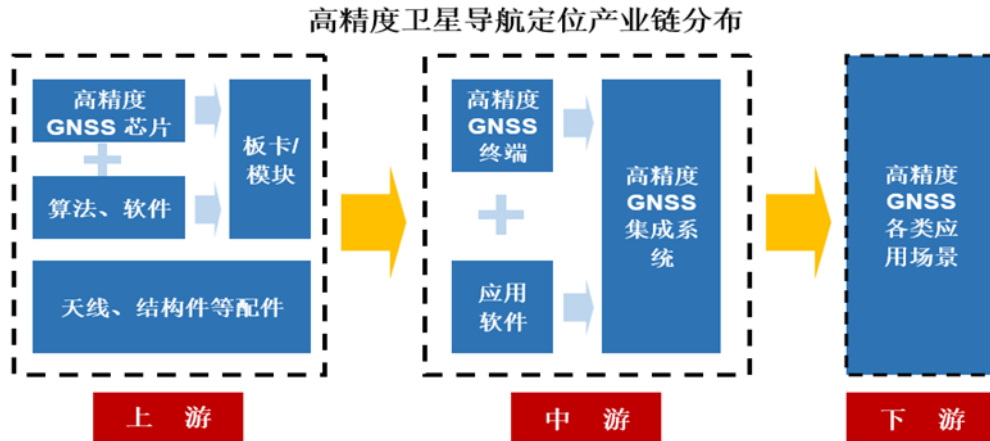 高精度卫星导航定位产业链分布
高精度
GNSS 芯片
算法、软件
板卡/
模块
天线、结构件等配件
上 游
高精度
GNSS
终端
应用
软件
高精度
GNSS
集成系
统
中 游
高精度
GNSS
各类应
用场景
下 游